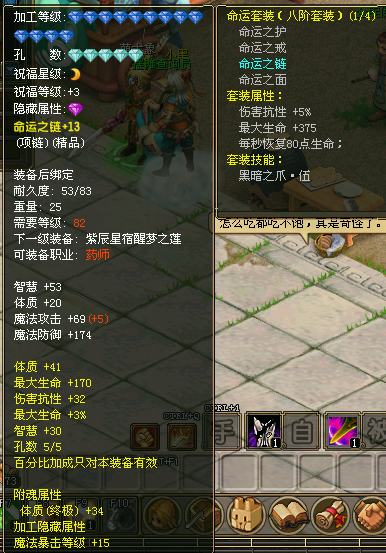 加工等级:
孔 数:
祝福星级:
祝福等级:+3
隐藏属性:
命运之链+13
(项链)(精品)
装备后绑定
耐久度: 53/83
重量: 25
需要等级: 82
下一级装备: 紫辰星宿醒梦之莲
可装备职业: 药师
智慧 +53
体质 +20
魔法攻击 +69(+5)
魔法防御 +174
体质 +41
最大生命 +170
伤害抗性 +32
最大生命 +3%
智慧 +30
孔数 5/5
百分比加成只对本装备有效
附魂属性
体质(终极) +34
加工隐藏属性
魔法暴击等级 +15
命运套装(八阶套装)(1/4)
命运之护
命运之戒
命运之链
命运之面
套装属性:
伤害抗性 +5%
最大生命 +375
每秒恢复80点生命;
套装技能:
黑暗之爪·伍
怎么吃都吃不饱，真是奇怪了。
CTRL+1
1
自
1